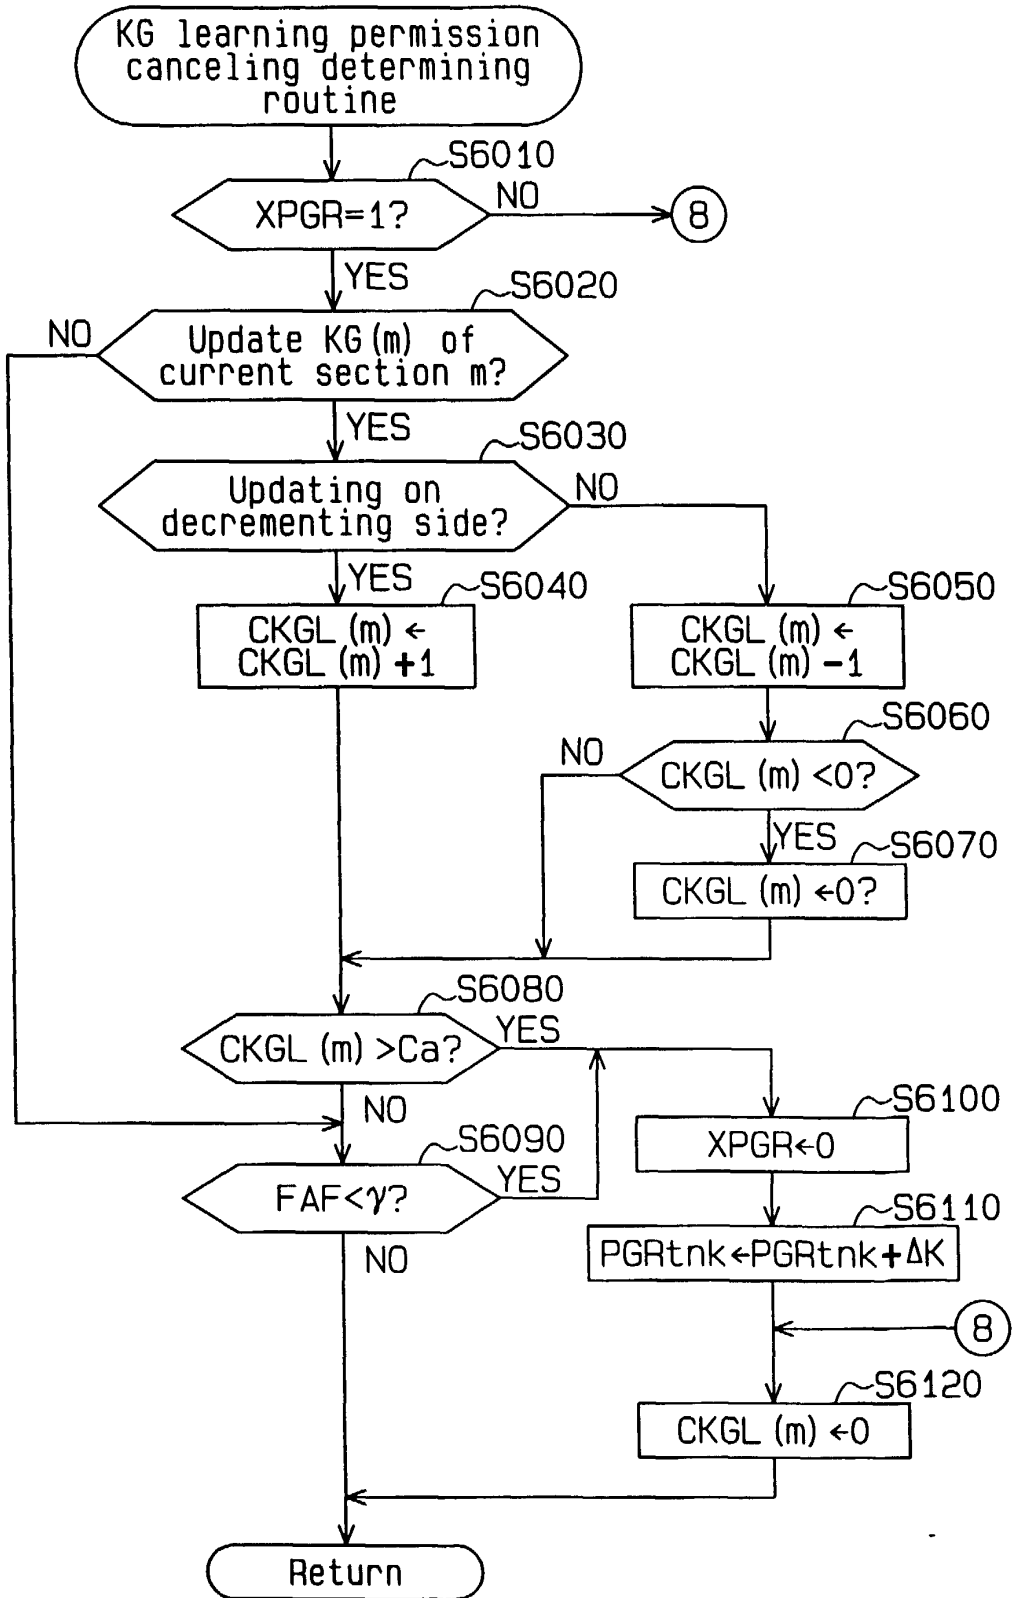 KG learning permission
canceling determining
routine
S6010
XPGR=1?
NO
8
YES
S6020
NO
Update KG(m) of
current section m?
YES
S6030
Updating on
decrementing side?
NO
YES
S6040
CKGL(m)←
CKGL(m)+1
S6050
CKGL(m)←
CKGL(m)-1
S6060
NO
CKGL(m)<0?
YES
S6070
CKGL(m)←0?
S6080
CKGL(m)>Ca?
YES
NO
S6090
FAF<γ?
YES
NO
S6100
XPGR←0
S6110
PGRtnk←PGRtnk+ΔK
8
S6120
CKGL(m)←0
Return